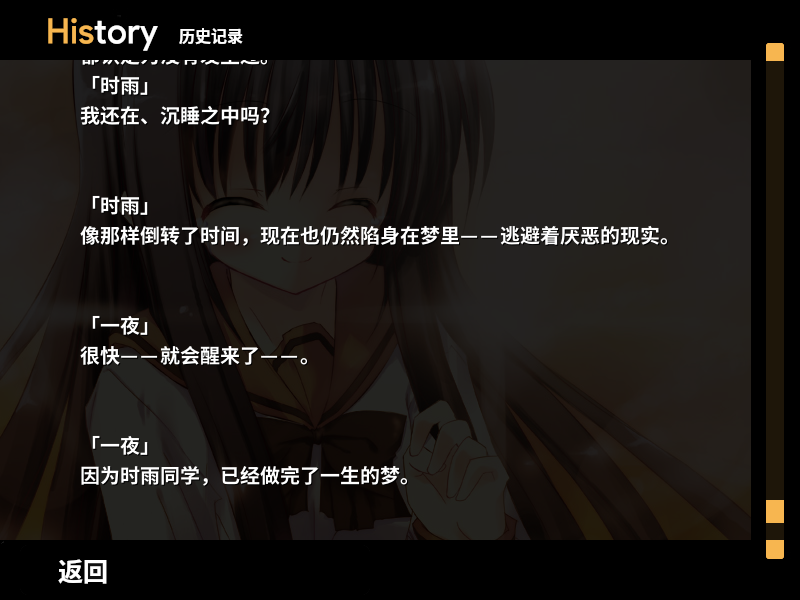 History 历史记录
「时雨」
我还在、沉睡之中吗？
「时雨」
像那样倒转了时间，现在也仍然陷身在梦里——逃避着厌恶的现实。
「一夜」
很快——就会醒来了——。
「一夜」
因为时雨同学，已经做完了一生的梦。
返回